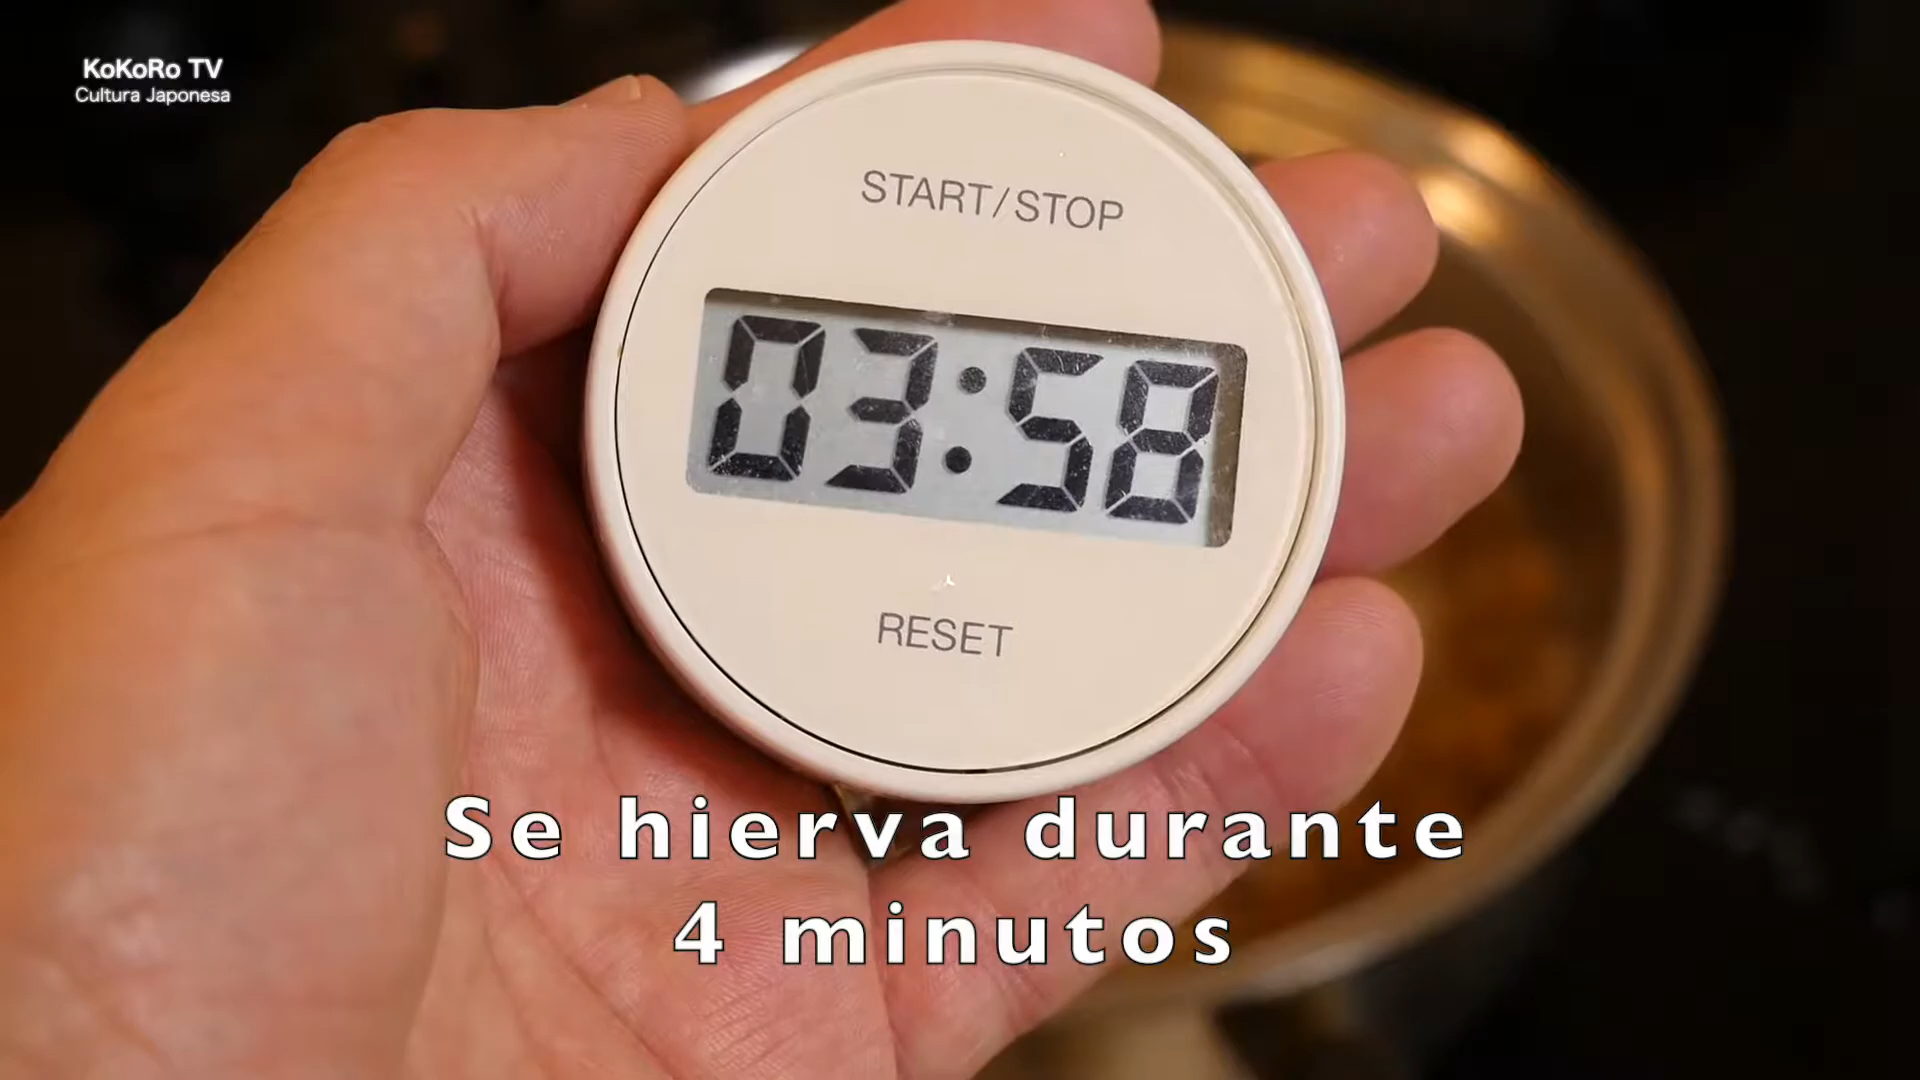 KoKoRo TV
Cultura Japonesa
START/STOP
03:58
RESET
Se hierva durante
4 minutos